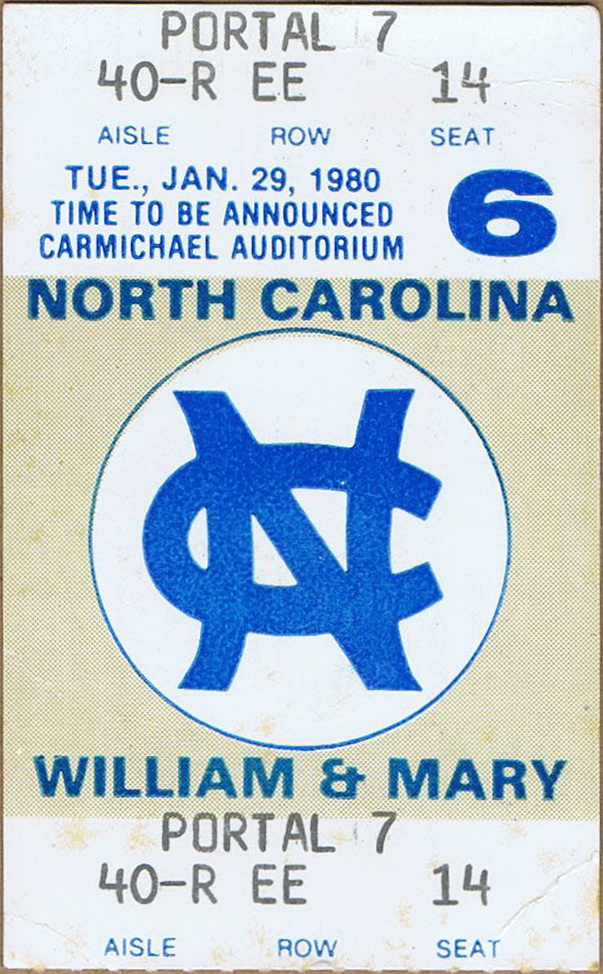 PORTAL 7
40-R EE 14
AISLE ROW SEAT
TUE., JAN. 29, 1980
TIME TO BE ANNOUNCED
CARMICHAEL AUDITORIUM
6
NORTH CAROLINA
NC
WILLIAM & MARY
PORTAL 7
40-R EE 14
AISLE ROW SEAT